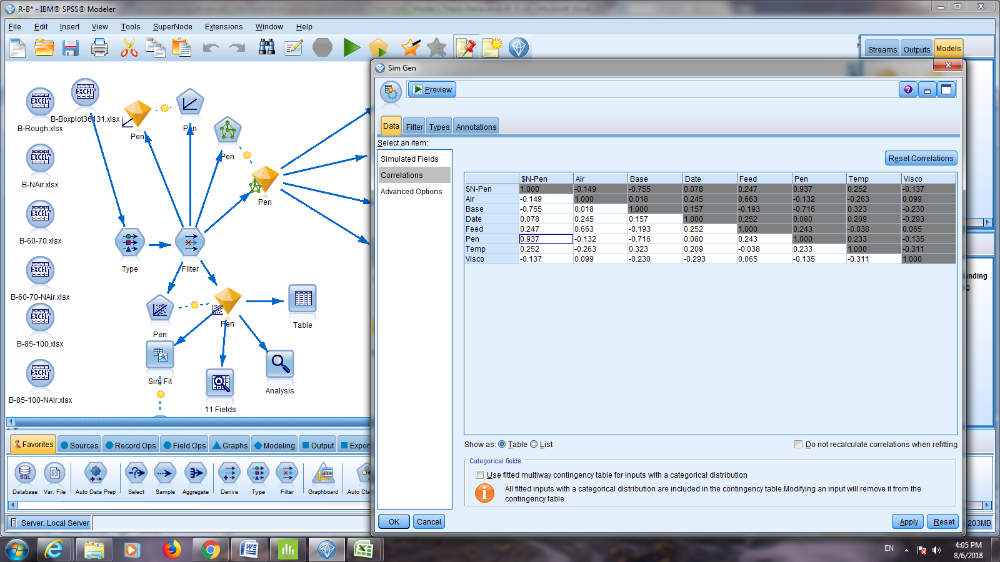 R-B* - IBM® SPSS® Modeler
File Edit Insert View Tools SuperNode Extensions Window Help
Streams Outputs Models
EXCEL™ B-Rough.xlsx
EXCEL™ B-Boxplot36131.xlsx
EXCEL™ B-NAir.xlsx
EXCEL™ B-60-70.xlsx
EXCEL™ B-60-70-NAir.xlsx
EXCEL™ B-85-100.xlsx
EXCEL™ B-85-100-NAir.xlsx
Pen
Pen
Pen
Pen
Type
Filter
Pen
Pen
Table
Sim Fit
11 Fields
Analysis
Sim Gen
Preview
Data Filter Types Annotations
Select an item:
Simulated Fields
Correlations
Advanced Options
Reset Correlations
$N-Pen Air Base Date Feed Pen Temp Visco
$N-Pen 1.000 -0.149 -0.755 0.078 0.247 0.937 0.252 -0.137
Air -0.149 1.000 0.018 0.245 0.663 -0.132 -0.263 0.099
Base -0.755 0.018 1.000 0.157 -0.193 -0.716 0.323 -0.230
Date 0.078 0.245 0.157 1.000 0.252 0.080 0.209 -0.293
Feed 0.247 0.663 -0.193 0.252 1.000 0.243 -0.038 0.065
Pen 0.937 -0.132 -0.716 0.080 0.243 1.000 0.233 -0.135
Temp 0.252 -0.263 0.323 0.209 -0.038 0.233 1.000 -0.311
Visco -0.137 0.099 -0.230 -0.293 0.065 -0.135 -0.311 1.000
Show as: Table List
Do not recalculate correlations when refitting
Categorical fields
Use fitted multiway contingency table for inputs with a categorical distribution
All fitted inputs with a categorical distribution are included in the contingency table.Modifying an input will remove it from the
contingency table.
OK Cancel Apply Reset
nding
g
Favorites Sources Record Ops Field Ops Graphs Modeling Output Expor
SQL
Database Var. File Auto Data Prep Select Sample Aggregate Derive Type Filter Graphboard Auto Cla
Server: Local Server
203MB
EN
4:05 PM
8/6/2018